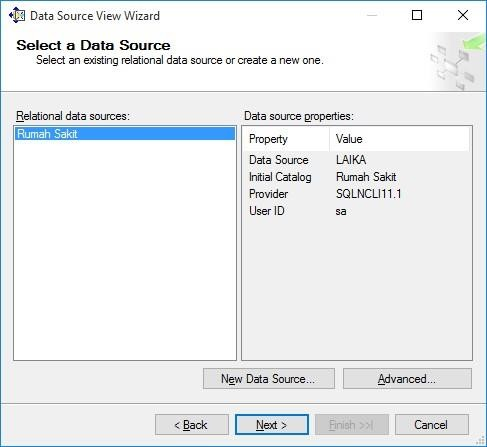 Data Source View Wizard
Select a Data Source
Select an existing relational data source or create a new one.
Relational data sources:
Rumah Sakit
Data source properties:
Property Value
Data Source LAIKA
Initial Catalog Rumah Sakit
Provider SQLNCLI11.1
User ID sa
New Data Source...
Advanced...
< Back
Next >
Finish >>|
Cancel